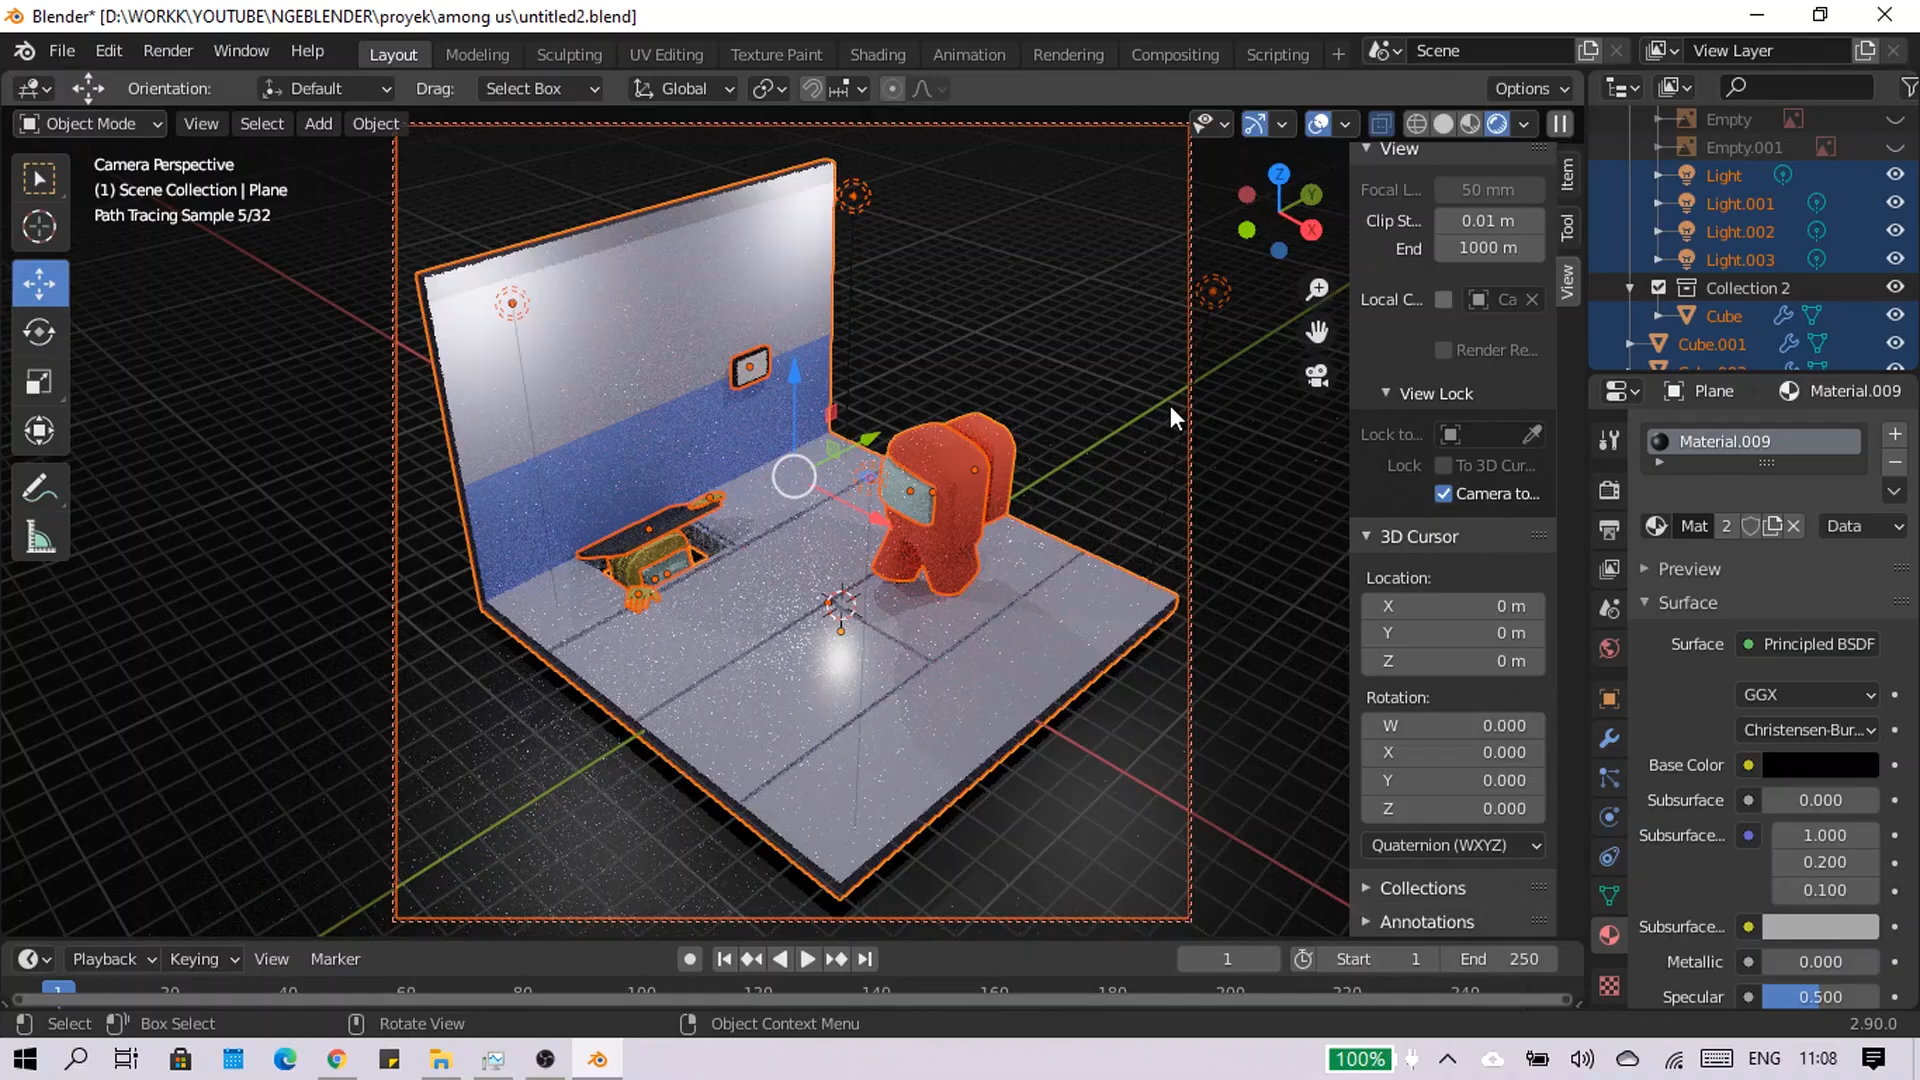 Blender* [D:\WORKK\YOUTUBE\NGEBLENDER\proyek\among us\untitled2.blend]
File Edit Render Window Help Layout Modeling Sculpting UV Editing Texture Paint Shading Animation Rendering Compositing Scripting + Scene View Layer
Orientation: Default Drag: Select Box Global Options
Object Mode View Select Add Object
Camera Perspective
(1) Scene Collection | Plane
Path Tracing Sample 5/32
Z
Y
X
View
Focal L... 50 mm
Clip St... 0.01 m
End 1000 m
Local C... Ca
Render Re...
View Lock
Lock to...
Lock To 3D Cur...
Camera to...
3D Cursor
Location:
X 0 m
Y 0 m
Z 0 m
Rotation:
W 0.000
X 0.000
Y 0.000
Z 0.000
Quaternion (WXYZ)
Collections
Annotations
Item
Tool
View
Empty
Empty.001
Light
Light.001
Light.002
Light.003
Collection 2
Cube
Cube.001
Plane Material.009
Material.009
Mat 2 Data
Preview
Surface
Surface Principled BSDF
GGX
Christensen-Bur...
Base Color
Subsurface 0.000
Subsurface... 1.000
0.200
0.100
Subsurface...
Metallic 0.000
Specular 0.500
Playback Keying View Marker 1 Start 1 End 250
1 20 40 60 80 100 120 140 160 180 200 220 240
Select Box Select Rotate View Object Context Menu 2.90.0
100% ENG 11:08